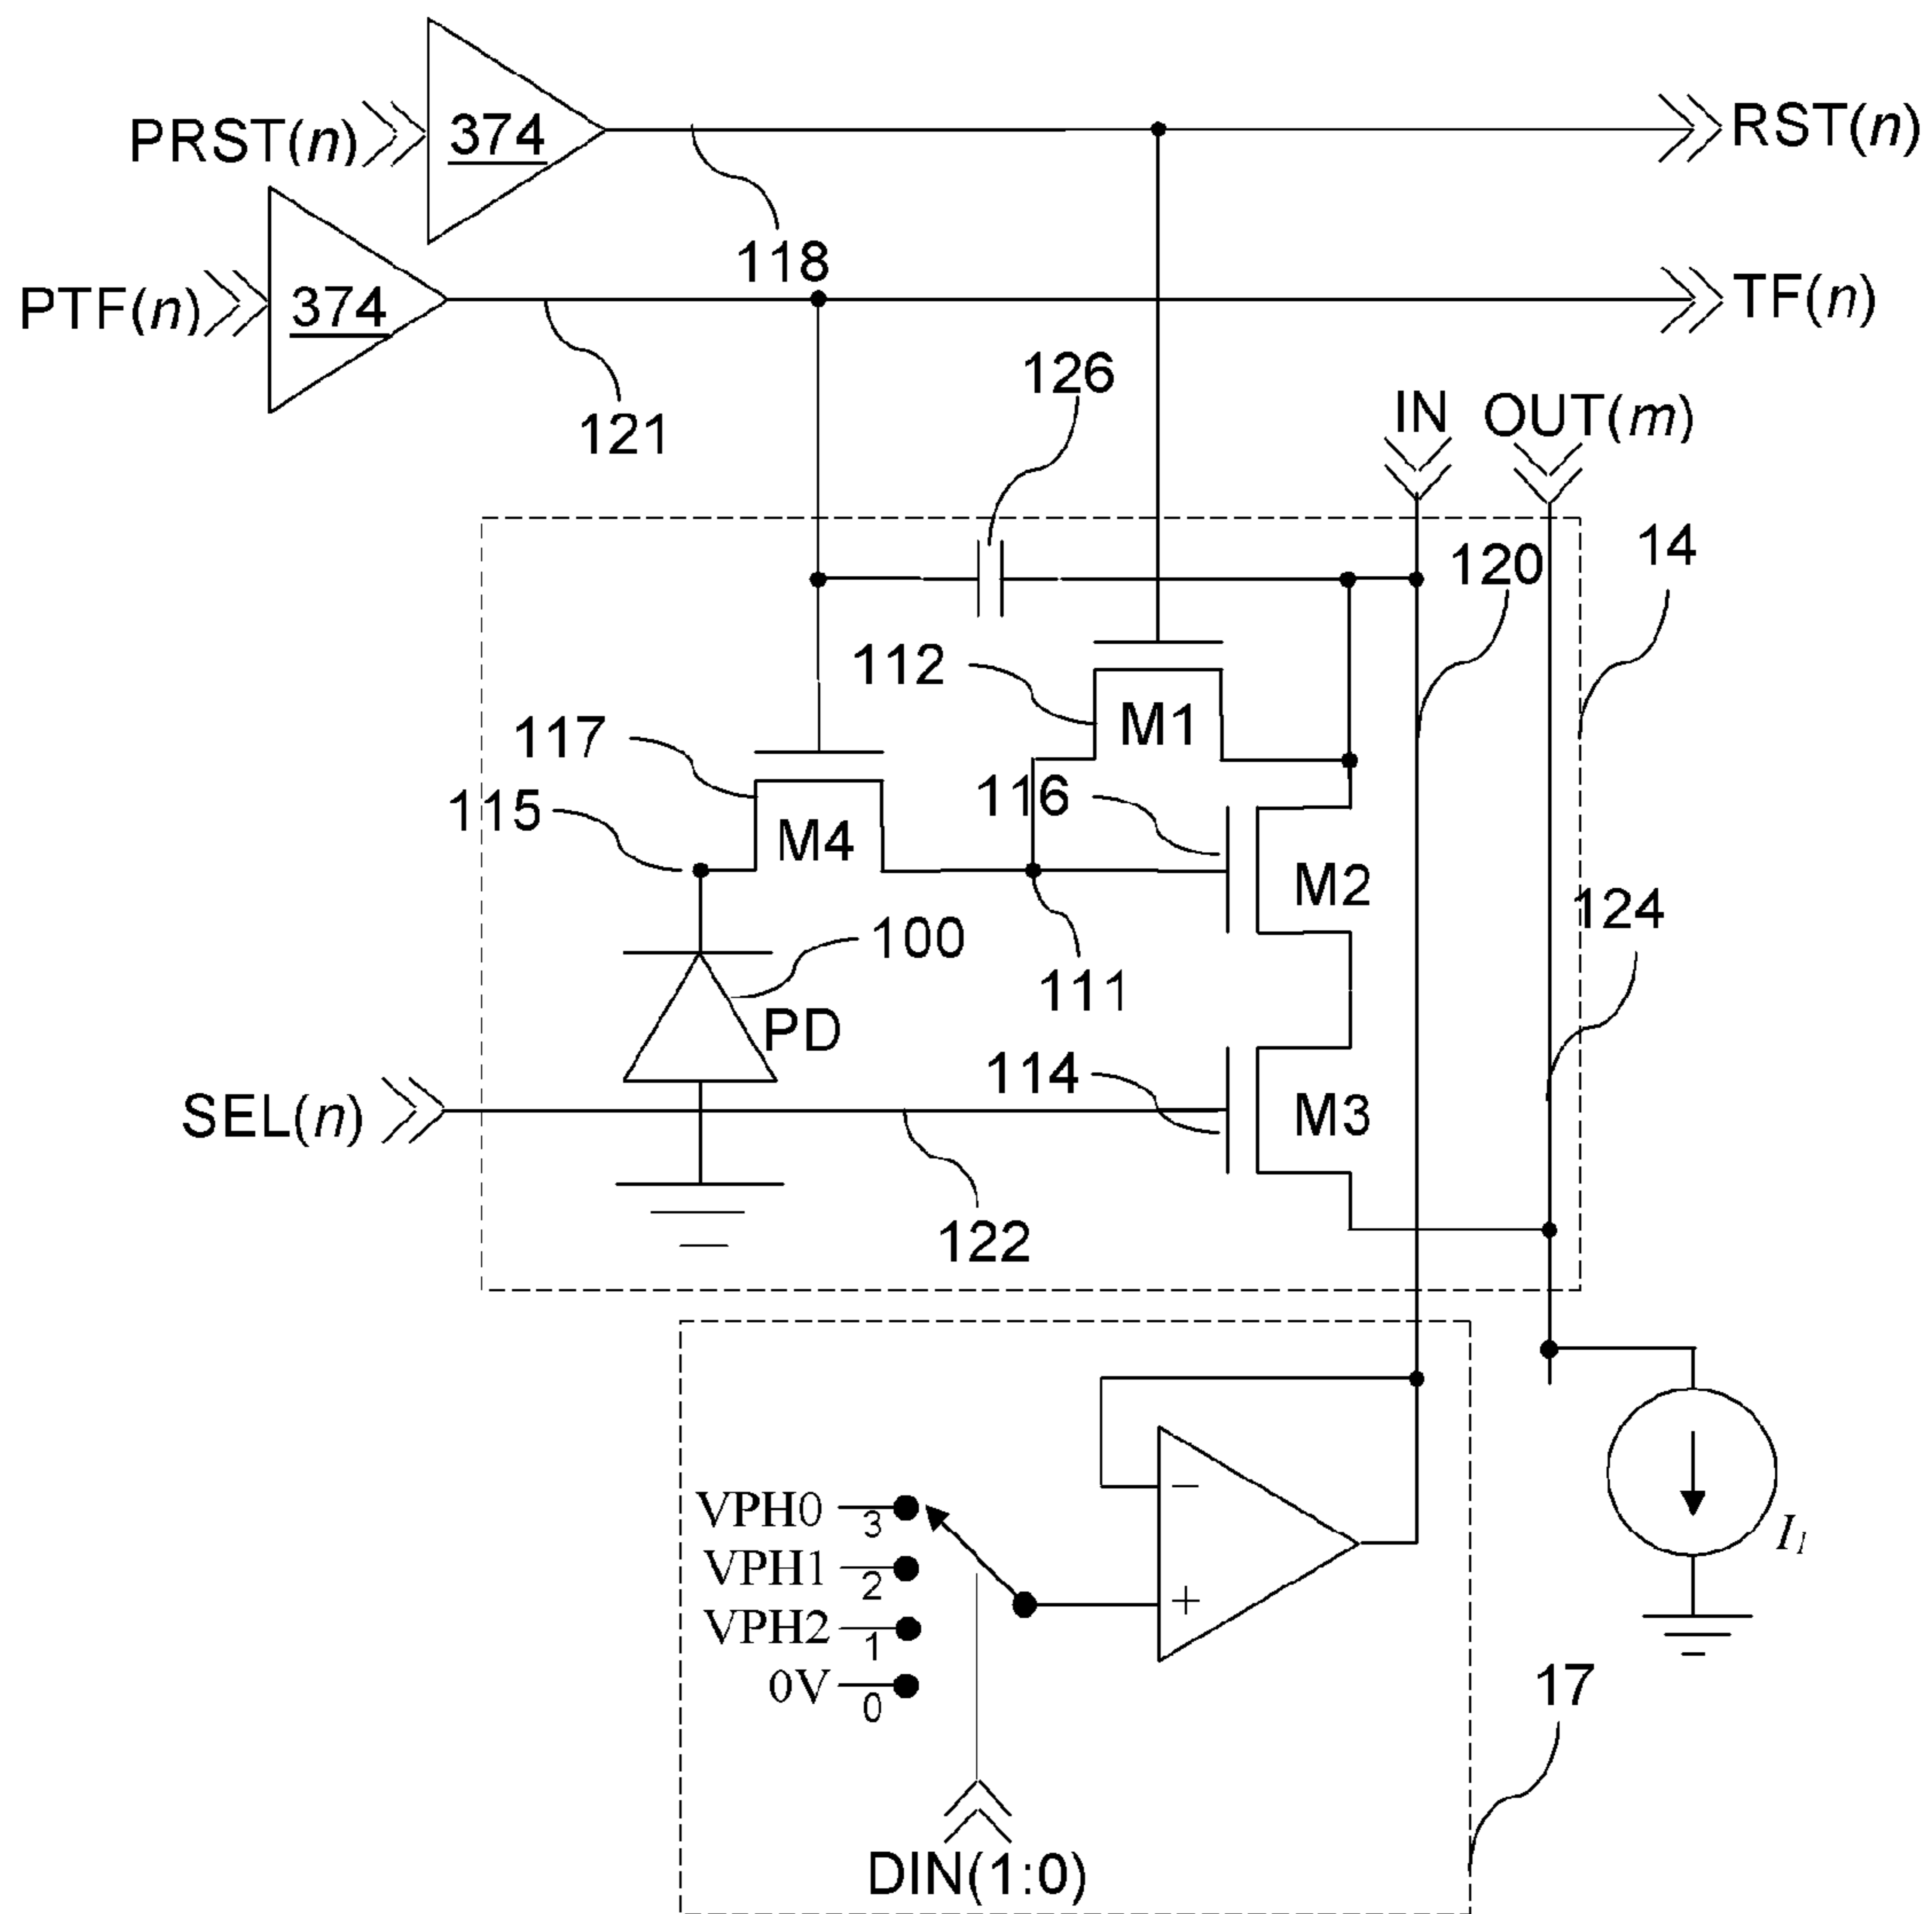 PRST(n)
374
RST(n)
118
PTF(n)
374
TF(n)
121
126
IN
OUT(m)
120
14
112
M1
117
116
115
M4
M2
124
100
111
PD
114
SEL(n)
M3
122
VPH0
3
−
VPH1
2
VPH2
1
+
0V
0
I1
17
DIN(1:0)